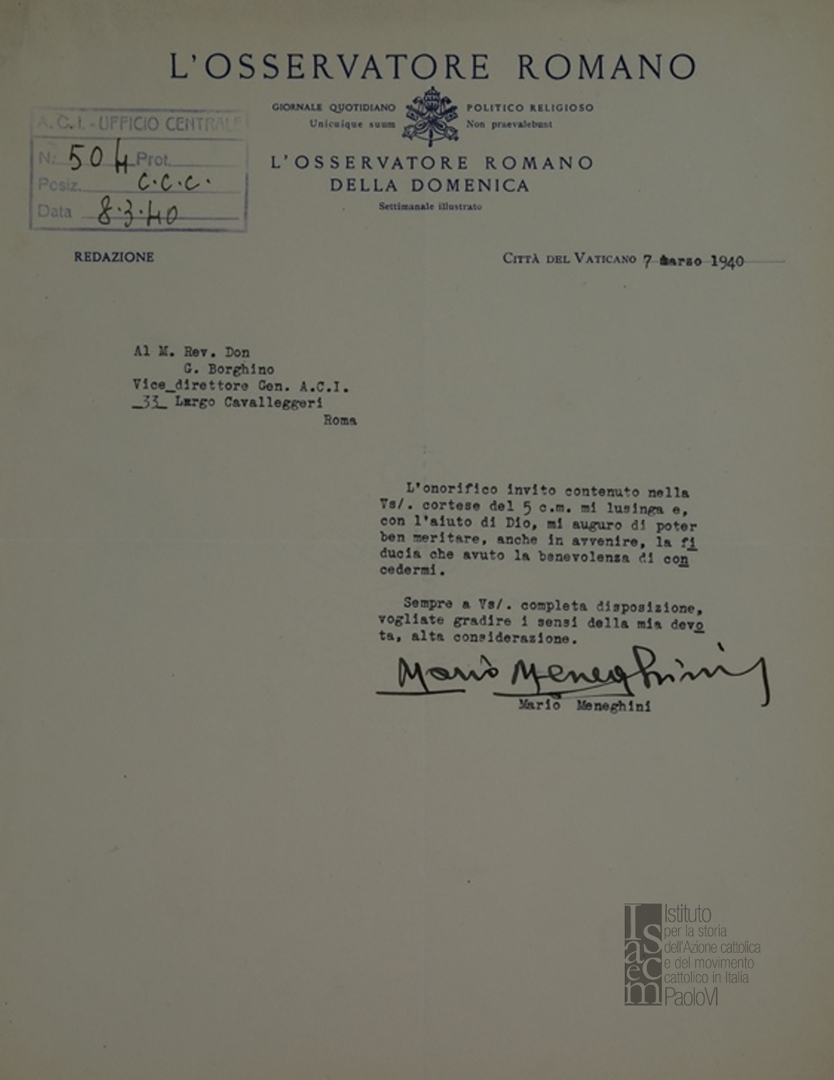 L'OSSERVATORE ROMANO
GIORNALE QUOTIDIANO POLITICO RELIGIOSO
Unicuique suum Non praevalebunt
L'OSSERVATORE ROMANO
DELLA DOMENICA
Settimanale illustrato
A.C.I. - UFFICIO CENTRALE
N. 504 Prot.
Posiz. C.C.C.
Data 8.3.40
REDAZIONE
CITTÀ DEL VATICANO 7 marzo 1940
Al M. Rev. Don
G. Borghino
Vice_direttore Gen. A.C.I.
_33_ Largo Cavalleggeri
Roma
L'onorifico invito contenuto nella
Vs/. cortese del 5 c.m. mi lusinga e,
con l'aiuto di Dio, mi auguro di poter
ben meritare, anche in avvenire, la fi
ducia che avuto la benevolenza di con
cedermi.
Sempre a Vs/. completa disposizione,
vogliate gradire i sensi della mia devo
ta, alta considerazione.
Mario Meneghini
Mario Meneghini
Isacem
Istituto
per la storia
dell'Azione cattolica
e del movimento
cattolico in Italia
PaoloVI